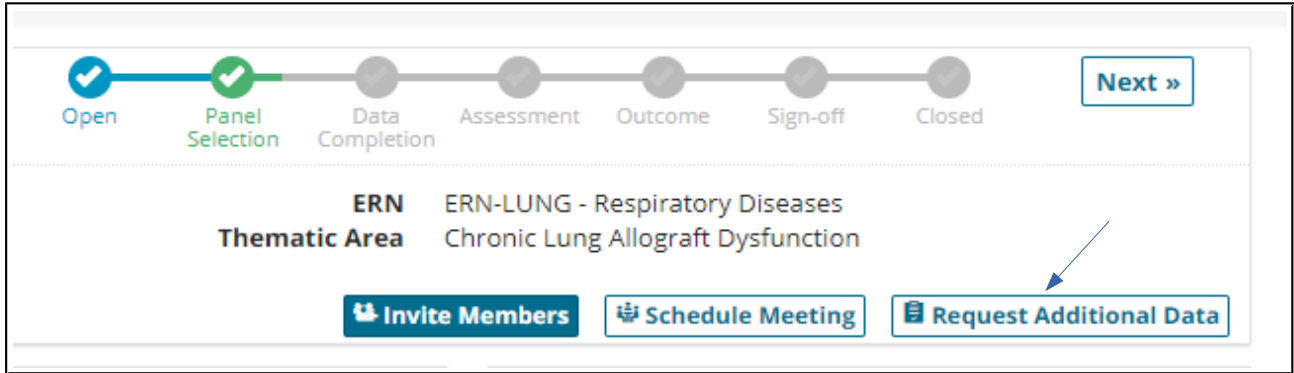 Next »
Open Panel Data Assessment Outcome Sign-off Closed
Selection Completion
ERN ERN-LUNG - Respiratory Diseases
Thematic Area Chronic Lung Allograft Dysfunction
Invite Members Schedule Meeting Request Additional Data